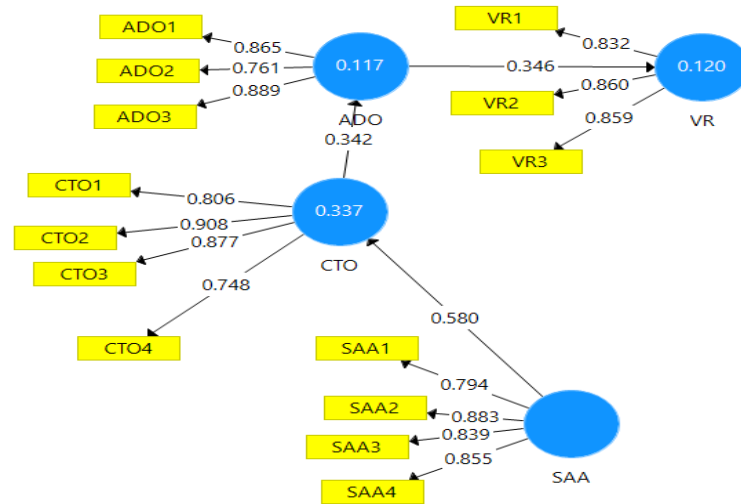 ADO1
0.865
ADO2
0.761
ADO3
0.889
0.117
ADO
0.346
VR1
0.832
VR2
0.860
VR3
0.859
0.120
VR
0.342
CTO1
0.806
CTO2
0.908
CTO3
0.877
CTO4
0.748
0.337
CTO
0.580
SAA1
0.794
SAA2
0.883
SAA3
0.839
SAA4
0.855
SAA